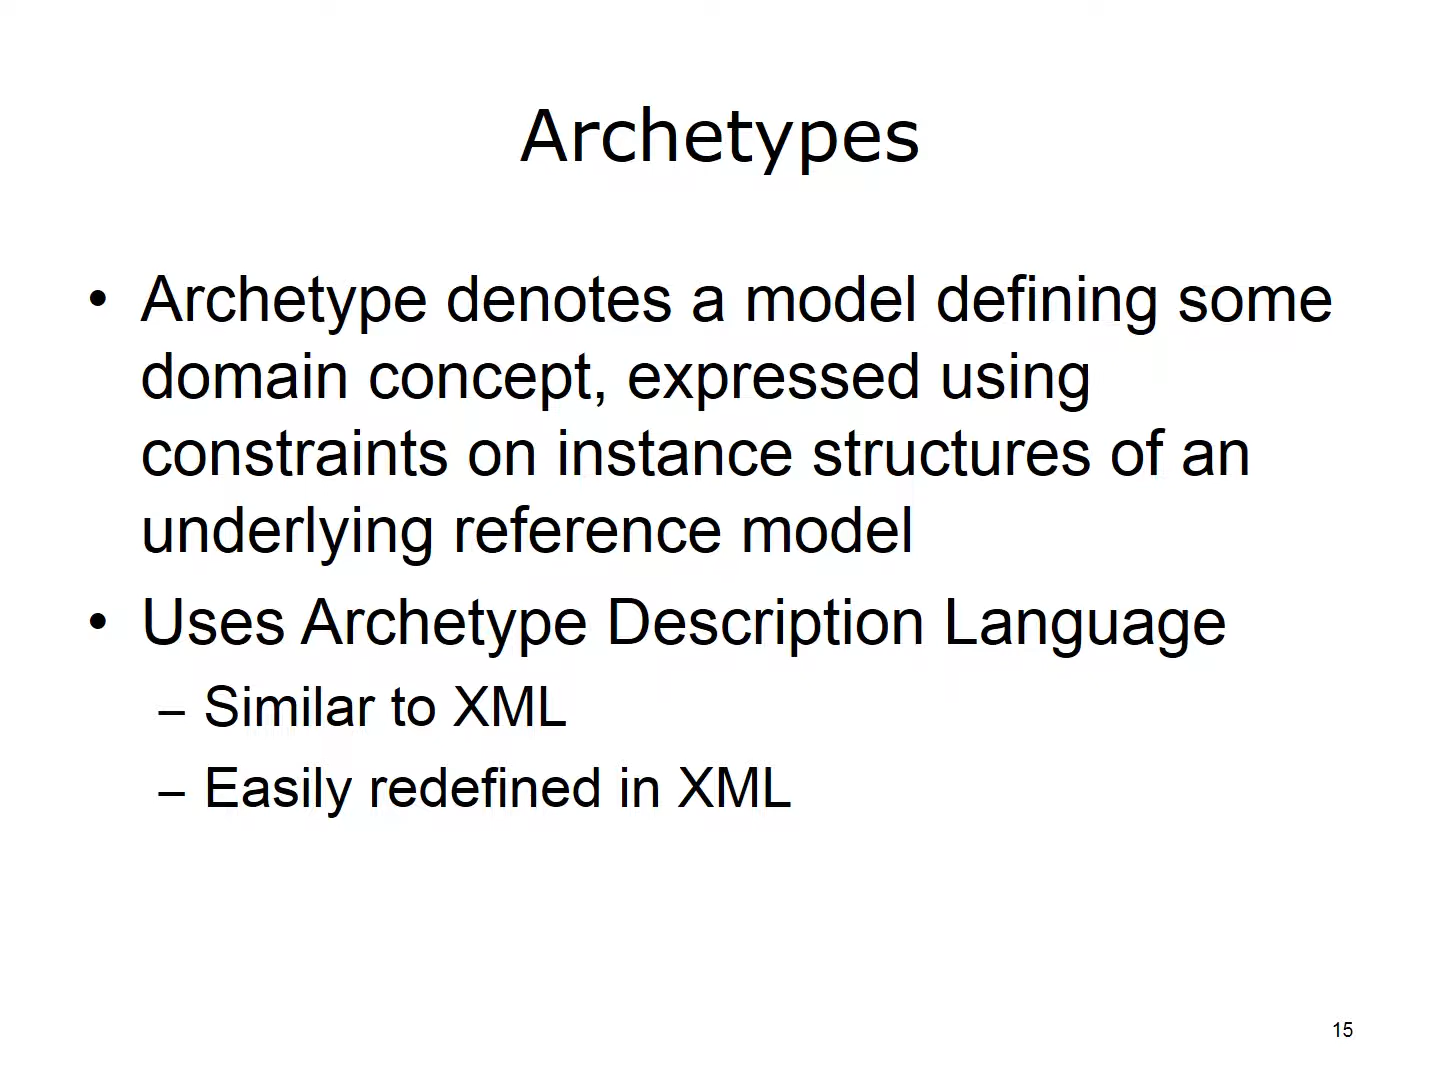 Archetypes
• Archetype denotes a model defining some
domain concept, expressed using
constraints on instance structures of an
underlying reference model
• Uses Archetype Description Language
– Similar to XML
– Easily redefined in XML
15